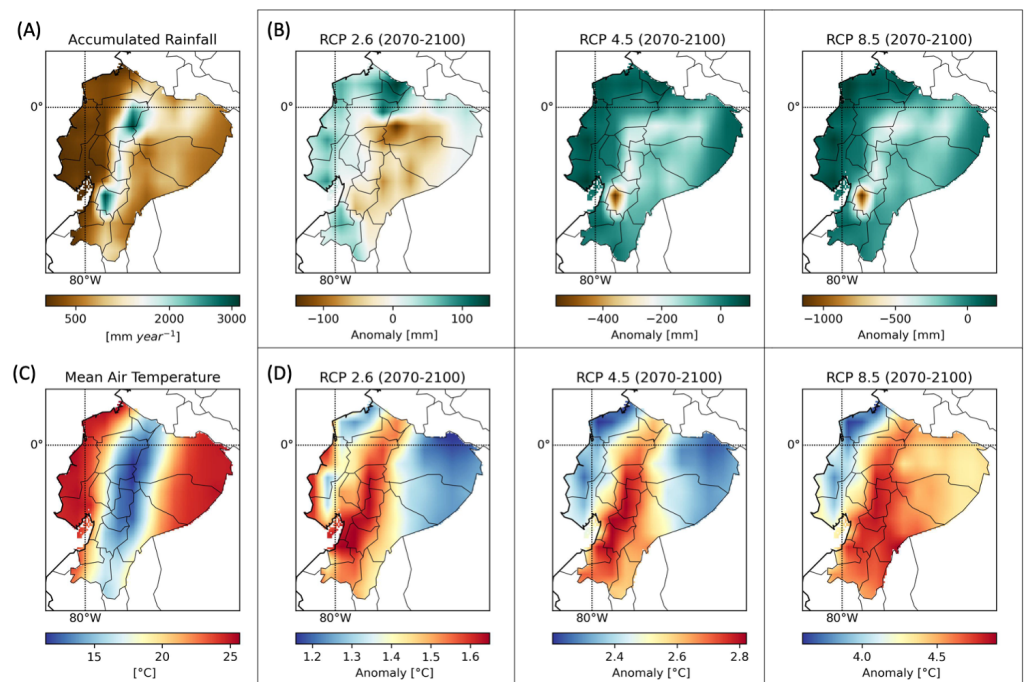 (A)
Accumulated Rainfall
0°
80°W
500 2000 3000
[mm year⁻¹]
(B)
RCP 2.6 (2070-2100)
0°
80°W
−100 0 100
Anomaly [mm]
RCP 4.5 (2070-2100)
0°
80°W
−400 −200 0
Anomaly [mm]
RCP 8.5 (2070-2100)
0°
80°W
−1000 −500 0
Anomaly [mm]
(C)
Mean Air Temperature
0°
80°W
15 20 25
[°C]
(D)
RCP 2.6 (2070-2100)
0°
80°W
1.2 1.3 1.4 1.5 1.6
Anomaly [°C]
RCP 4.5 (2070-2100)
0°
80°W
2.4 2.6 2.8
Anomaly [°C]
RCP 8.5 (2070-2100)
0°
80°W
4.0 4.5
Anomaly [°C]